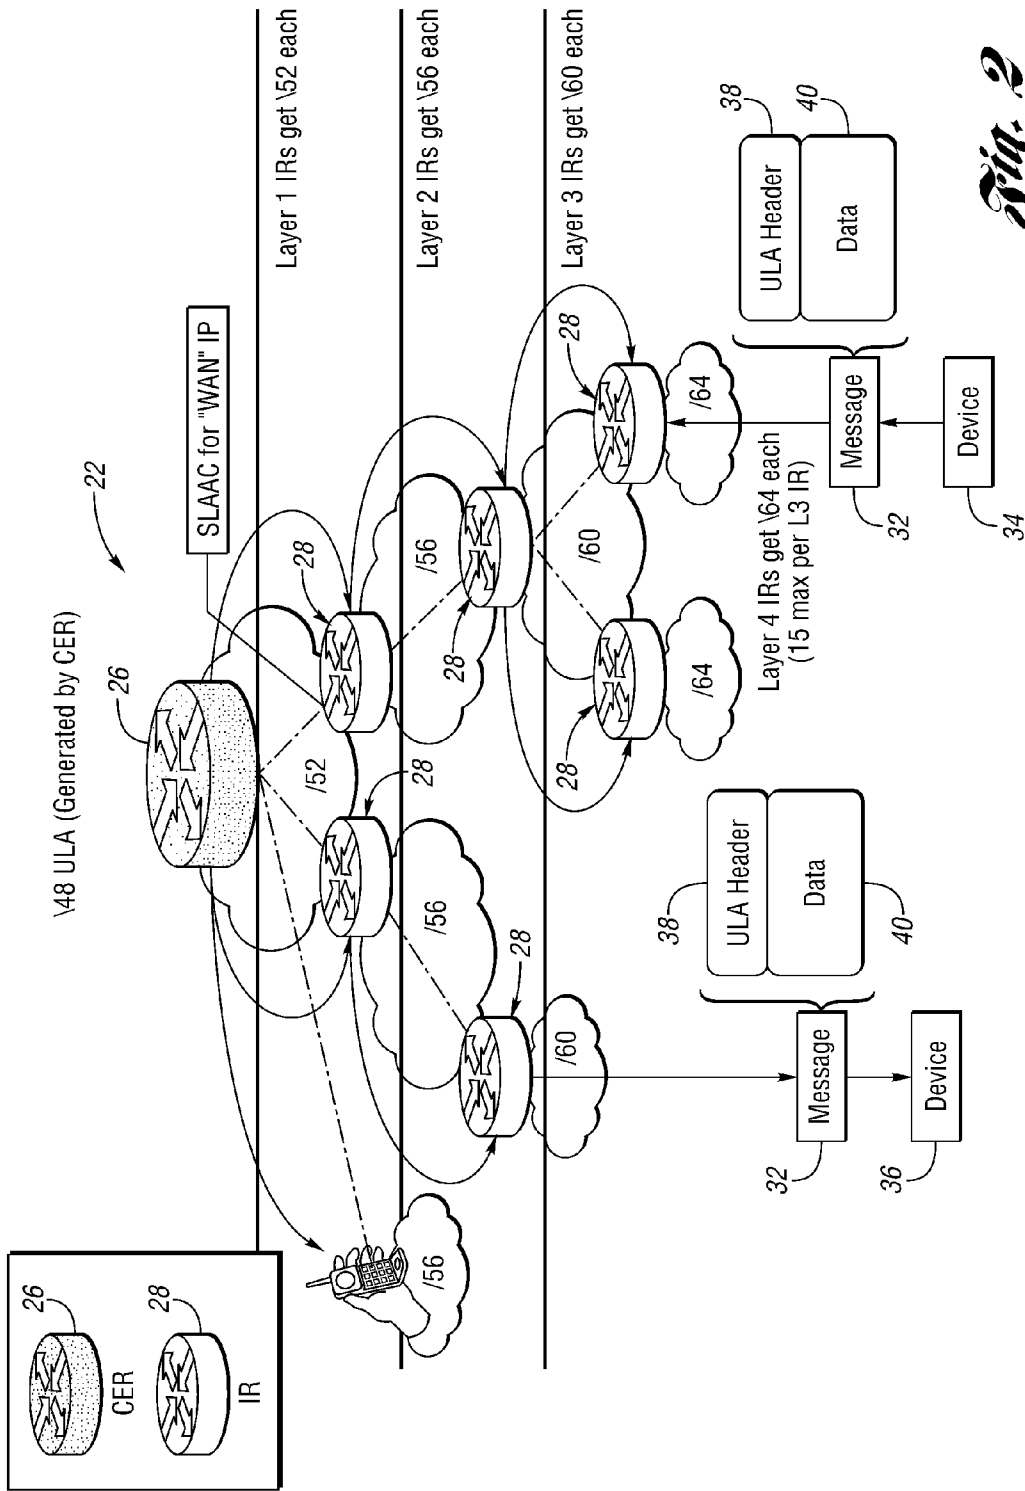 26
CER
28
IR
\48 ULA (Generated by CER)
26
22
SLAAC for "WAN" IP
Layer 1 IRs get \52 each
/52
28
28
Layer 2 IRs get \56 each
/56
/56
/56
28
28
Layer 3 IRs get \60 each
/60
/60
28
28
/64
/64
Layer 4 IRs get \64 each
(15 max per L3 IR)
38
ULA Header
Data
40
Message
32
Device
36
38
ULA Header
Data
40
Message
32
Device
34
Fig. 2